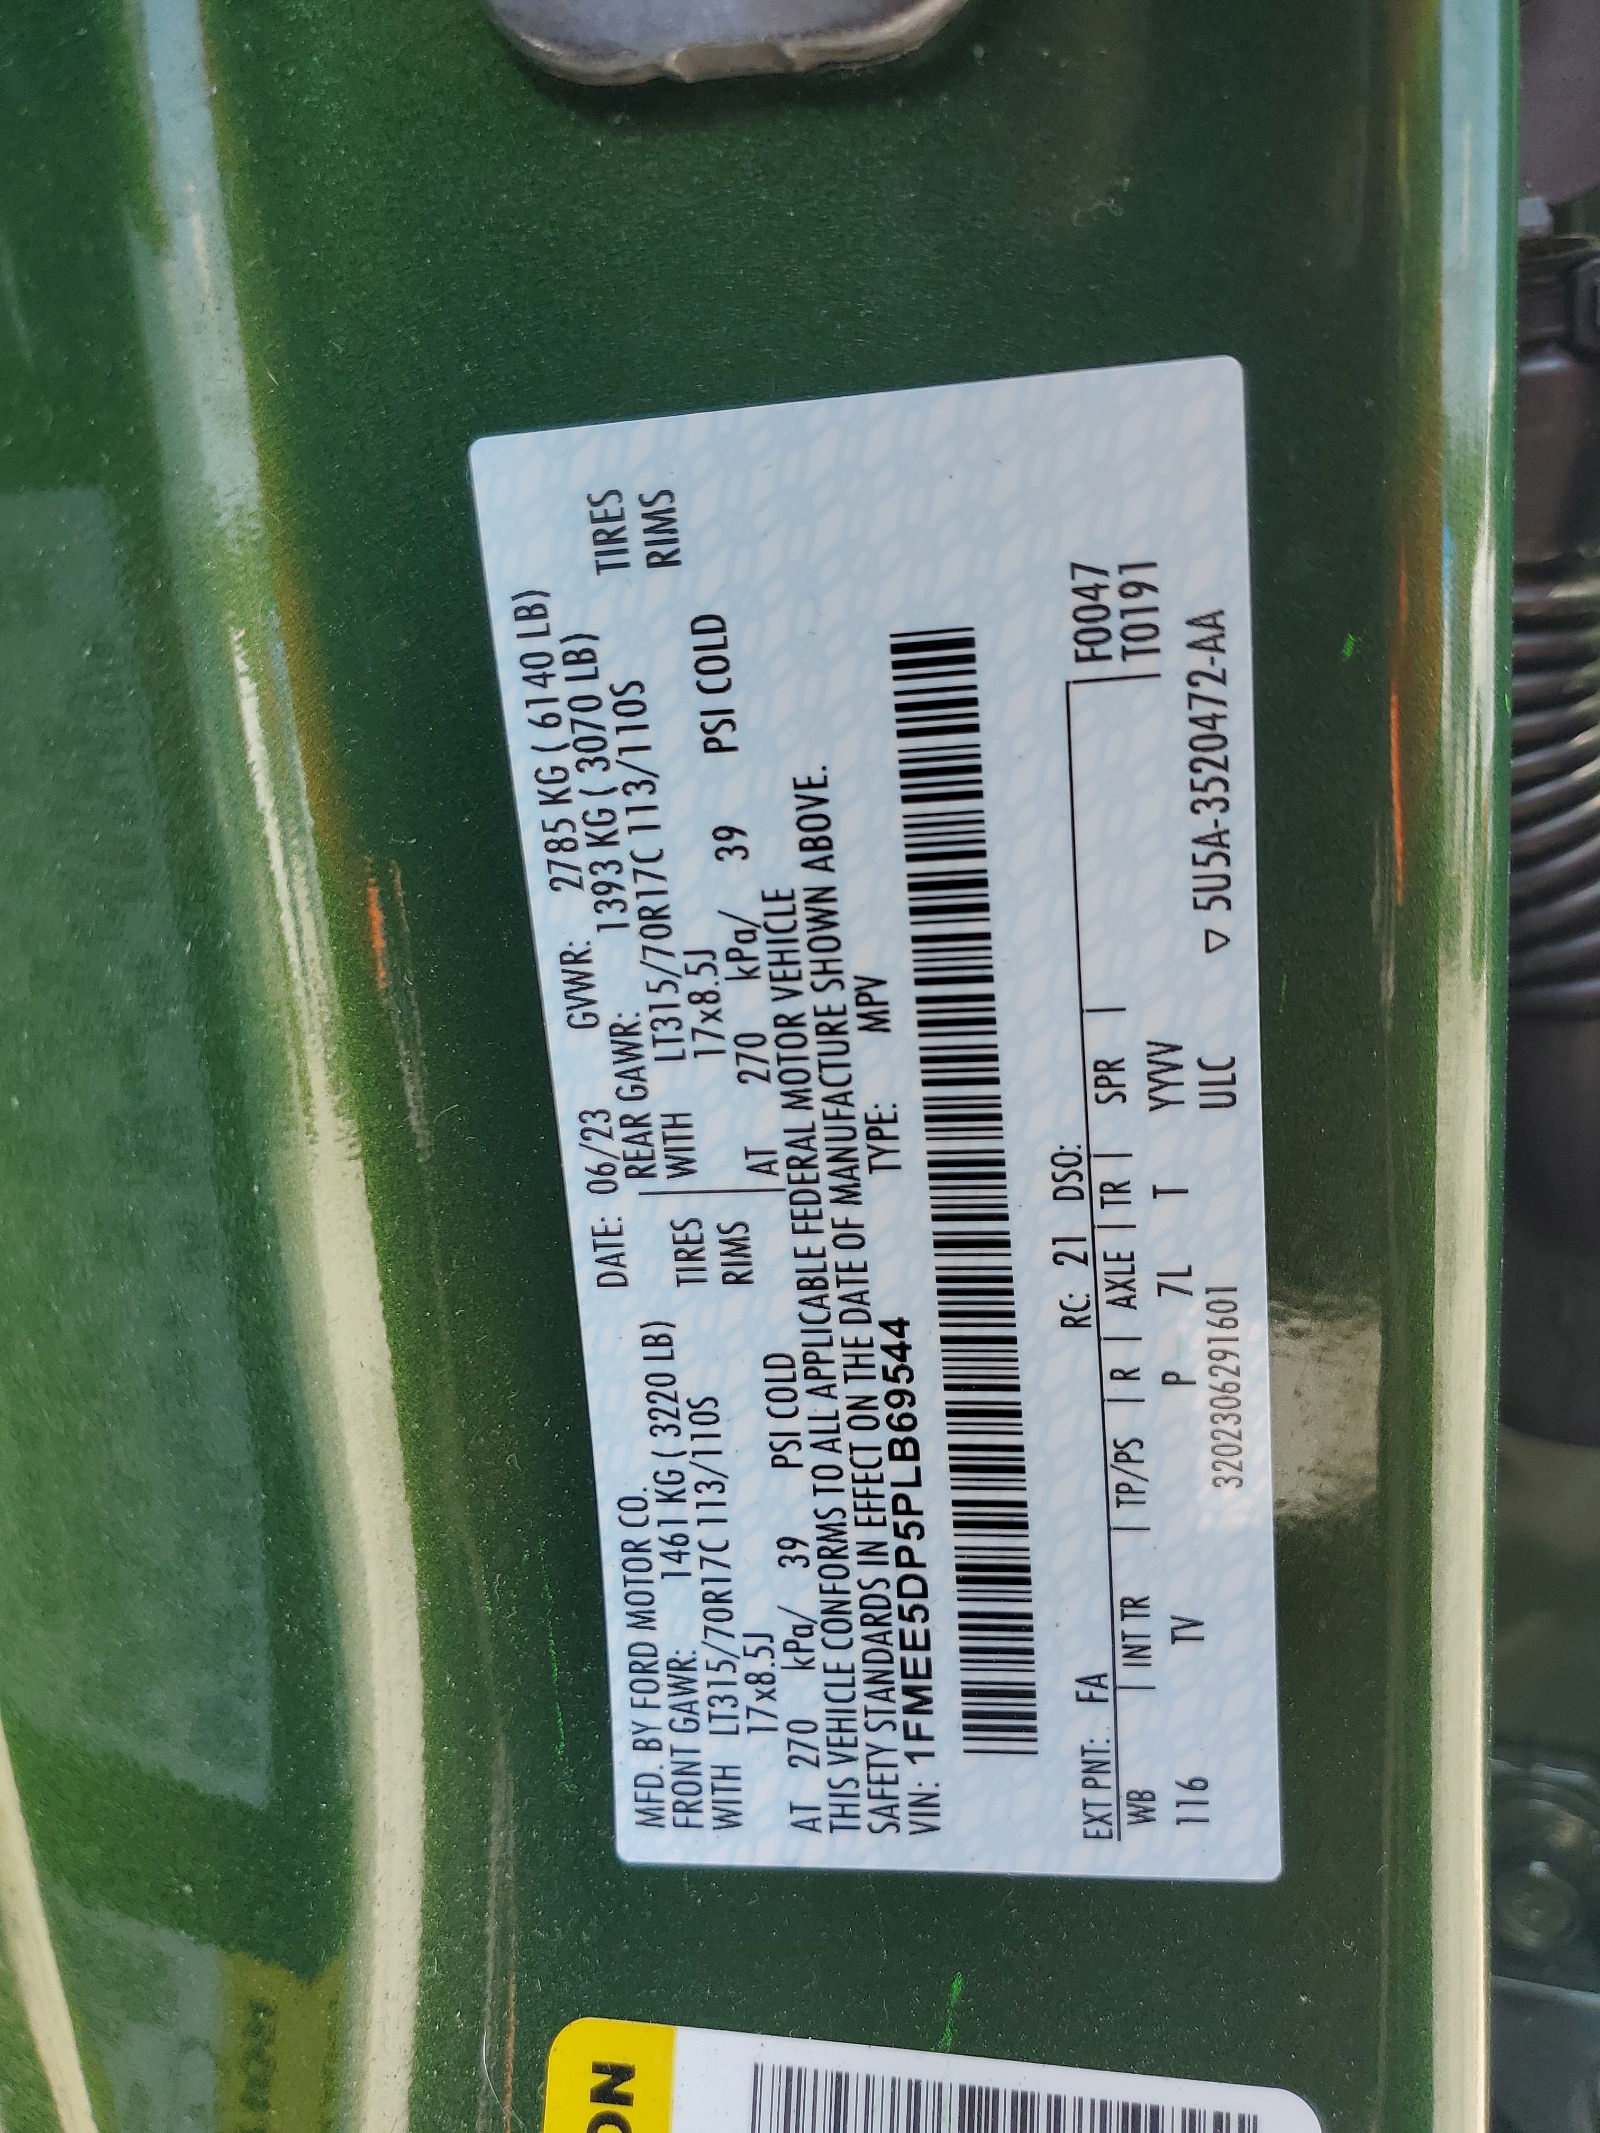 MFD. BY FORD MOTOR CO. DATE: 06/23 GVWR: 2785 KG ( 6140 LB)
FRONT GAWR: 1461 KG ( 3220 LB) REAR GAWR: 1393 KG ( 3070 LB)
WITH LT315/70R17C 113/110S TIRES WITH LT315/70R17C 113/110S TIRES
17x8.5J RIMS 17x8.5J RIMS
AT 270 kPa/ 39 PSI COLD AT 270 kPa/ 39 PSI COLD
THIS VEHICLE CONFORMS TO ALL APPLICABLE FEDERAL MOTOR VEHICLE
SAFETY STANDARDS IN EFFECT ON THE DATE OF MANUFACTURE SHOWN ABOVE.
VIN: 1FMEE5DP5PLB69544 TYPE: MPV
EXT PNT: FA RC: 21 DSO: F0047
WB INT TR TP/PS R AXLE TR SPR T0191
116 TV P 7L T YYVV
320230629​1601 ULC ▽ 5U5A-3520472-AA
ON